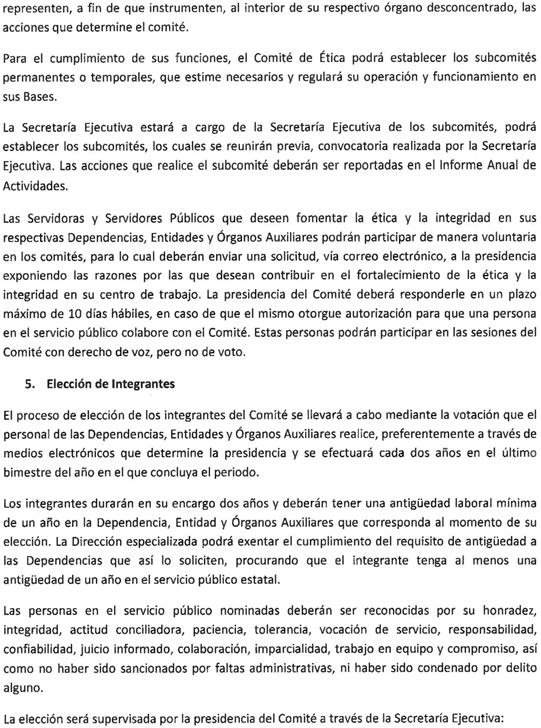 representen, a fin de que instrumenten, al interior de su respectivo órgano desconcentrado, las
acciones que determine el comité.
Para el cumplimiento de sus funciones, el Comité de Ética podrá establecer los subcomités
permanentes o temporales, que estime necesarios y regulará su operación y funcionamiento en
sus Bases.
La Secretaría Ejecutiva estará a cargo de la Secretaría Ejecutiva de los subcomités, podrá
establecer los subcomités, los cuales se reunirán previa, convocatoria realizada por la Secretaría
Ejecutiva. Las acciones que realice el subcomité deberán ser reportadas en el Informe Anual de
Actividades.
Las Servidoras y Servidores Públicos que deseen fomentar la ética y la integridad en sus
respectivas Dependencias, Entidades y Órganos Auxiliares podrán participar de manera voluntaria
en los comités, para lo cual deberán enviar una solicitud, vía correo electrónico, a la presidencia
exponiendo las razones por las que desean contribuir en el fortalecimiento de la ética y la
integridad en su centro de trabajo. La presidencia del Comité deberá responderle en un plazo
máximo de 10 días hábiles, en caso de que el mismo otorgue autorización para que una persona
en el servicio público colabore con el Comité. Estas personas podrán participar en las sesiones del
Comité con derecho de voz, pero no de voto.
5. Elección de Integrantes
El proceso de elección de los integrantes del Comité se llevará a cabo mediante la votación que el
personal de las Dependencias, Entidades y Órganos Auxiliares realice, preferentemente a través de
medios electrónicos que determine la presidencia y se efectuará cada dos años en el último
bimestre del año en el que concluya el periodo.
Los integrantes durarán en su encargo dos años y deberán tener una antigüedad laboral mínima
de un año en la Dependencia, Entidad y Órganos Auxiliares que corresponda al momento de su
elección. La Dirección especializada podrá exentar el cumplimiento del requisito de antigüedad a
las Dependencias que así lo soliciten, procurando que el integrante tenga al menos una
antigüedad de un año en el servicio público estatal.
Las personas en el servicio público nominadas deberán ser reconocidas por su honradez,
integridad, actitud conciliadora, paciencia, tolerancia, vocación de servicio, responsabilidad,
confiabilidad, juicio informado, colaboración, imparcialidad, trabajo en equipo y compromiso, así
como no haber sido sancionados por faltas administrativas, ni haber sido condenado por delito
alguno.
La elección será supervisada por la presidencia del Comité a través de la Secretaría Ejecutiva: